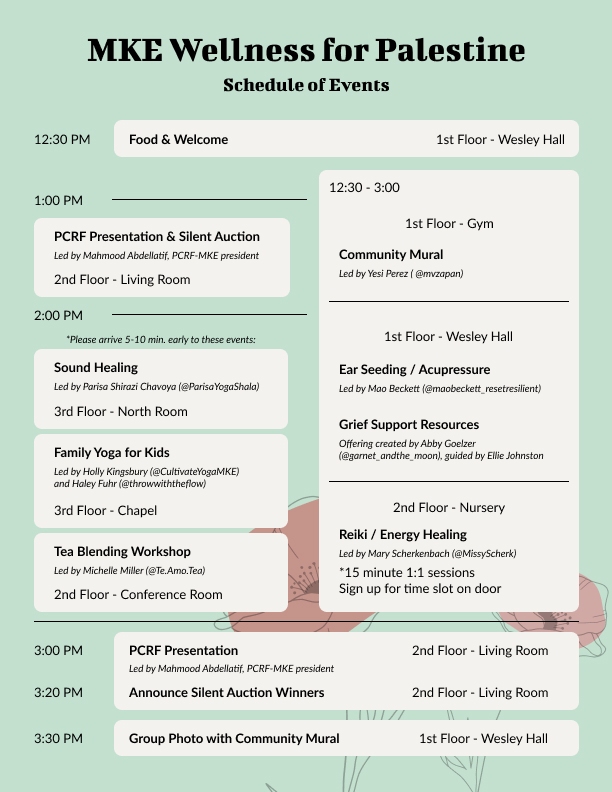 MKE Wellness for Palestine
Schedule of Events
12:30 PM
Food & Welcome
1st Floor - Wesley Hall
1:00 PM
PCRF Presentation & Silent Auction
Led by Mahmood Abdellatif, PCRF-MKE president
2nd Floor - Living Room
2:00 PM
*Please arrive 5-10 min. early to these events:
Sound Healing
Led by Parisa Shirazi Chavoya (@ParisaYogaShala)
3rd Floor - North Room
Family Yoga for Kids
Led by Holly Kingsbury (@CultivateYogaMKE)
and Haley Fuhr (@throwwiththeflow)
3rd Floor - Chapel
Tea Blending Workshop
Led by Michelle Miller (@Te.Amo.Tea)
2nd Floor - Conference Room
12:30 - 3:00
1st Floor - Gym
Community Mural
Led by Yesi Perez ( @mvzapan)
1st Floor - Wesley Hall
Ear Seeding / Acupressure
Led by Mao Beckett (@maobeckett_resetresilient)
Grief Support Resources
Offering created by Abby Goelzer
(@garnet_andthe_moon), guided by Ellie Johnston
2nd Floor - Nursery
Reiki / Energy Healing
Led by Mary Scherkenbach (@MissyScherk)
*15 minute 1:1 sessions
Sign up for time slot on door
3:00 PM
PCRF Presentation
2nd Floor - Living Room
Led by Mahmood Abdellatif, PCRF-MKE president
3:20 PM
Announce Silent Auction Winners
2nd Floor - Living Room
3:30 PM
Group Photo with Community Mural
1st Floor - Wesley Hall